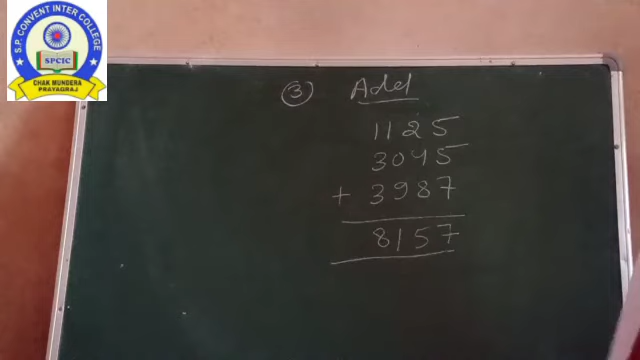 S.P. CONVENT INTER COLLEGE
SPCIC
CHAK MUNDERA
PRAYAGRAJ
③ Add
1125
3045
+ 3987
8157